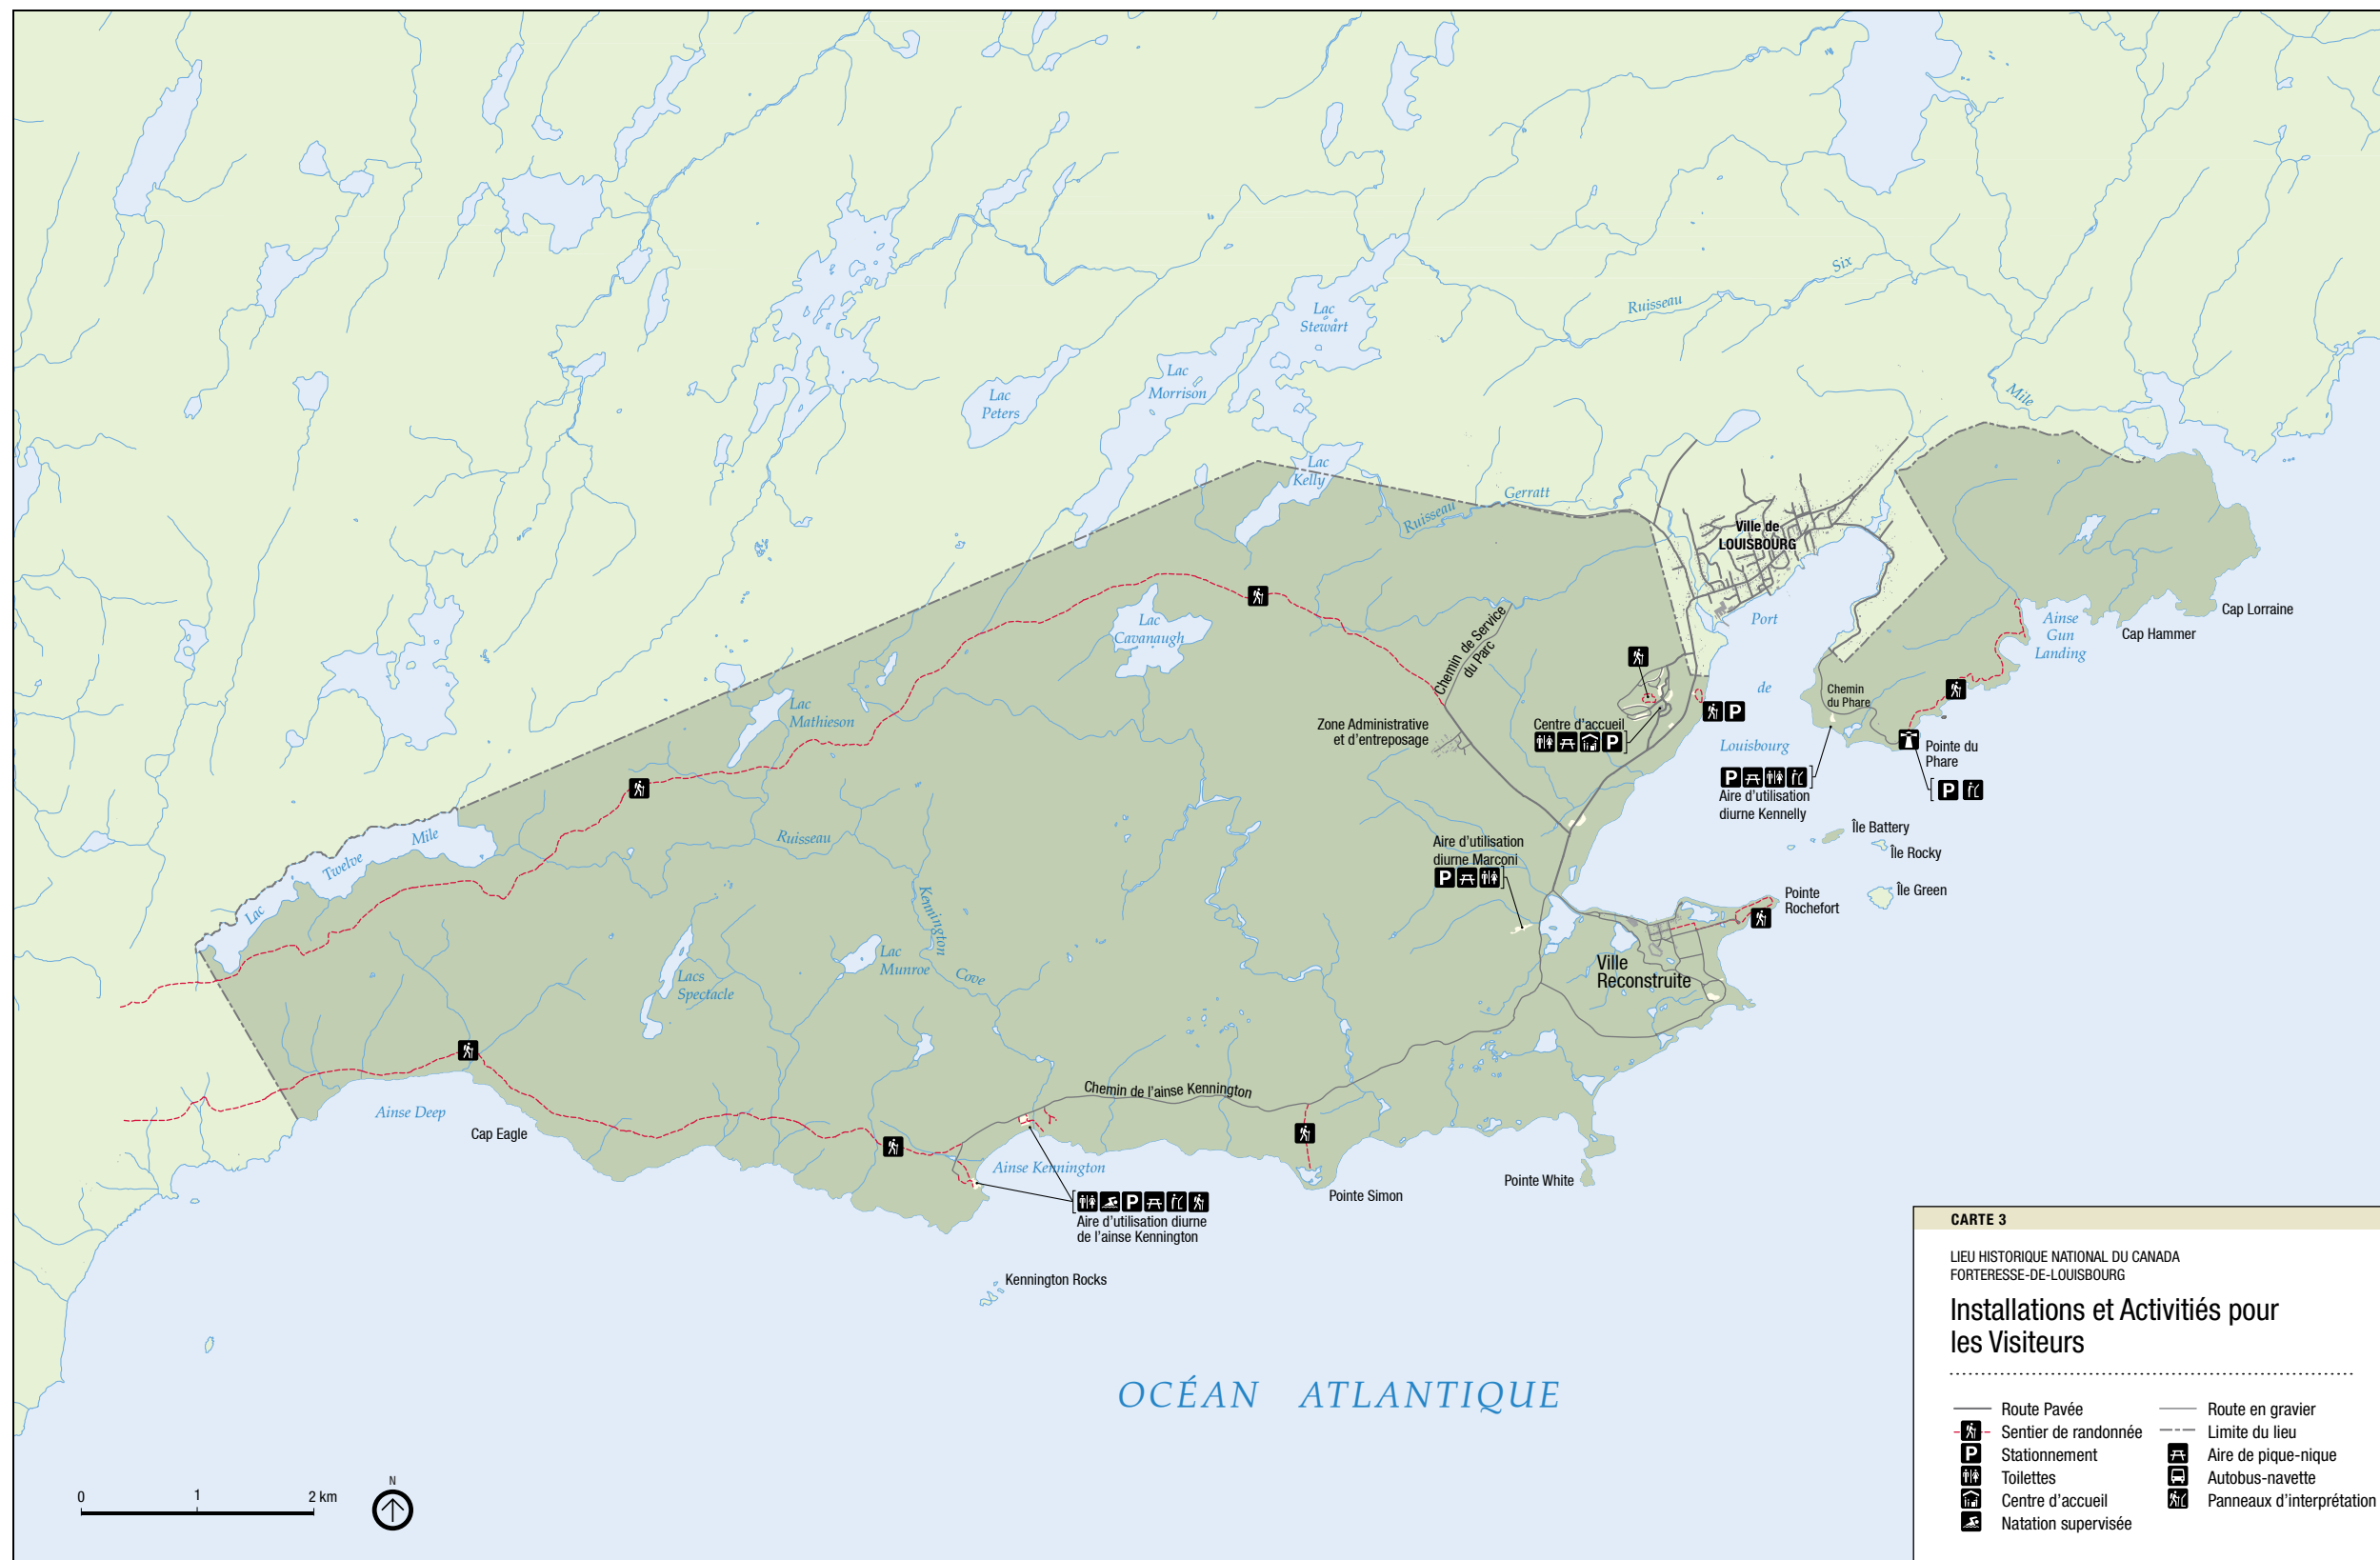 Lac
Stewart
Ruisseau
Six
Mile
Lac
Morrison
Lac
Peters
Lac
Kelly
Ruisseau
Gerratt
Ville de
LOUISBOURG
Port
de
Louisbourg
Ainse
Gun
Landing
Cap Lorraine
Cap Hammer
Lac
Cavanaugh
Chemin de Service
du Parc
Lac
Mathieson
Zone Administrative
et d'entreposage
Centre d'accueil
P
P
Chemin
du Phare
Pointe du
Phare
P
P
Aire d'utilisation
diurne Kennelly
Île Battery
Île Rocky
Île Green
Aire d'utilisation
diurne Marconi
P
Pointe
Rochefort
Ville
Reconstruite
Lac
Twelve
Mile
Ruisseau
Kennington
Cove
Lac
Munroe
Lacs
Spectacle
Chemin de l'ainse Kennington
Ainse Deep
Cap Eagle
Ainse Kennington
P
Aire d'utilisation diurne
de l'ainse Kennington
Pointe Simon
Pointe White
Kennington Rocks
OCÉAN ATLANTIQUE
0 1 2 km
N
CARTE 3
LIEU HISTORIQUE NATIONAL DU CANADA
FORTERESSE-DE-LOUISBOURG
Installations et Activitiés pour
les Visiteurs
Route Pavée
Sentier de randonnée
P Stationnement
Toilettes
Centre d'accueil
Natation supervisée
Route en gravier
Limite du lieu
Aire de pique-nique
Autobus-navette
Panneaux d'interprétation